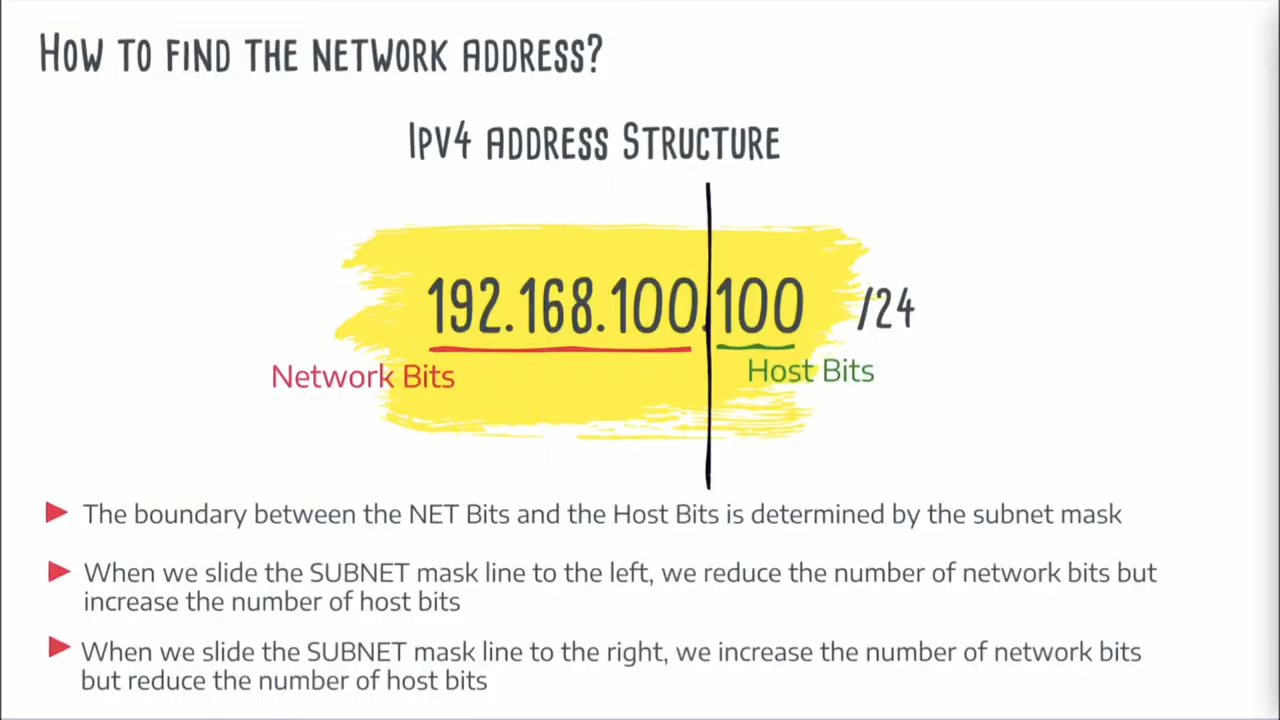 HOW TO FIND THE NETWORK ADDRESS?
IPV4 ADDRESS STRUCTURE
192.168.100.100 /24
Network Bits
Host Bits
The boundary between the NET Bits and the Host Bits is determined by the subnet mask
When we slide the SUBNET mask line to the left, we reduce the number of network bits but
increase the number of host bits
When we slide the SUBNET mask line to the right, we increase the number of network bits
but reduce the number of host bits